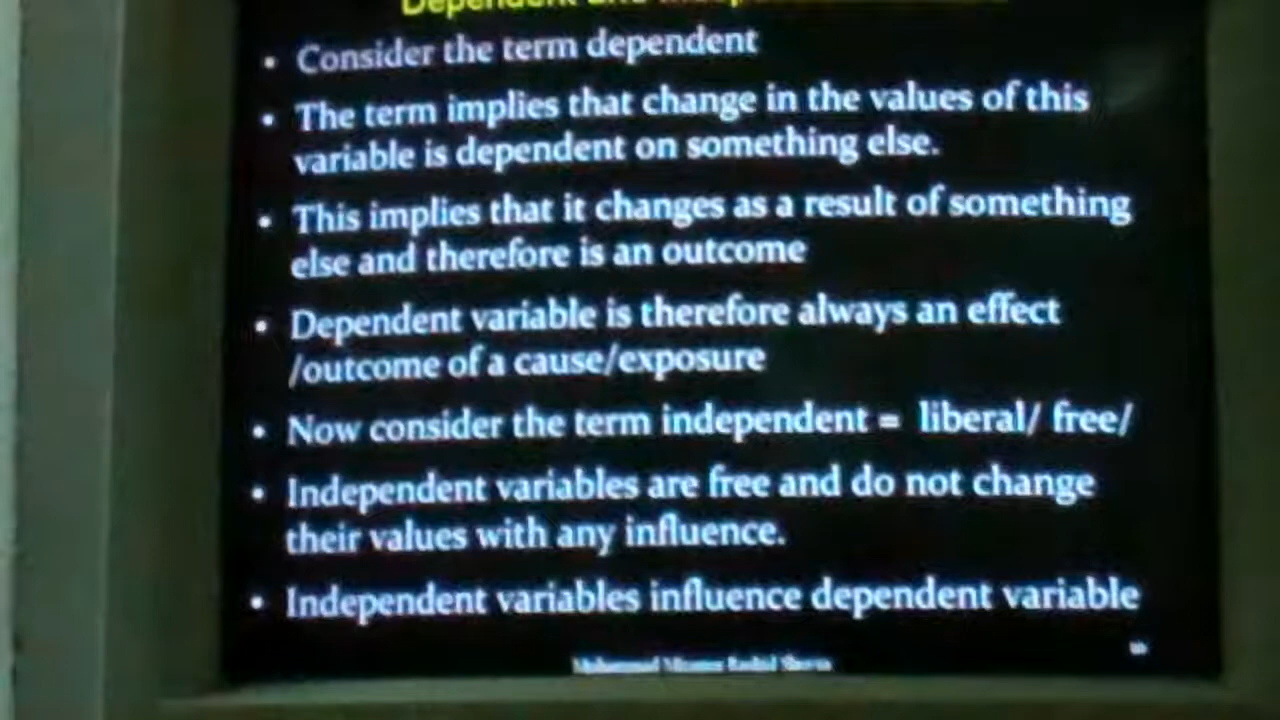 Dependent and
• Consider the term dependent
• The term implies that change in the values of this
variable is dependent on something else.
• This implies that it changes as a result of something
else and therefore is an outcome
• Dependent variable is therefore always an effect
/outcome of a cause/exposure
• Now consider the term independent = liberal/ free/
• Independent variables are free and do not change
their values with any influence.
• Independent variables influence dependent variable